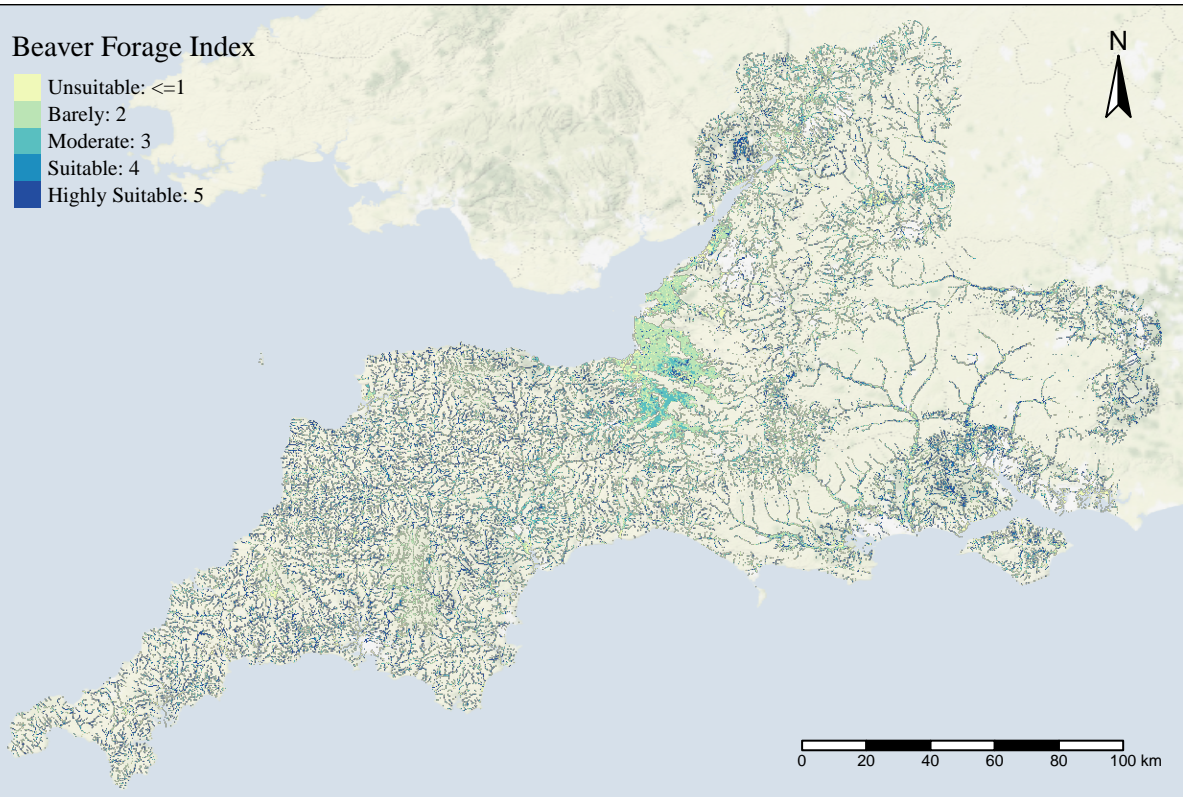 Beaver Forage Index
Unsuitable: <=1
Barely: 2
Moderate: 3
Suitable: 4
Highly Suitable: 5
N
0 20 40 60 80 100 km